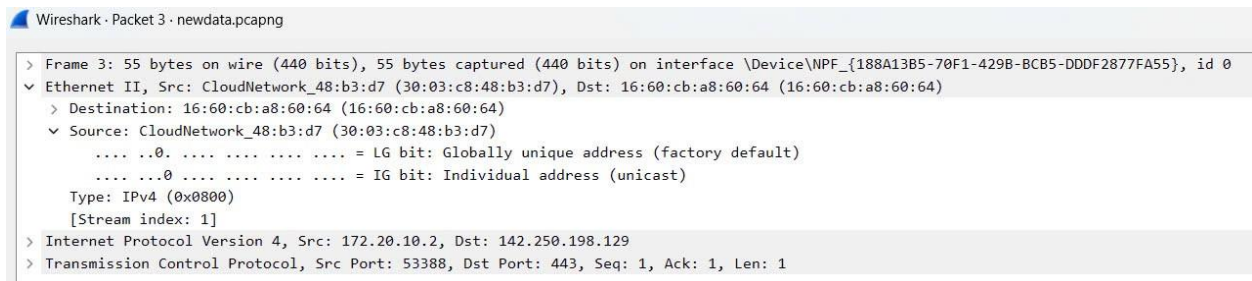 Wireshark · Packet 3 · newdata.pcapng
> Frame 3: 55 bytes on wire (440 bits), 55 bytes captured (440 bits) on interface \Device\NPF_{188A13B5-70F1-429B-BCB5-DDDF2877FA55}, id 0
Ethernet II, Src: CloudNetwork_48:b3:d7 (30:03:c8:48:b3:d7), Dst: 16:60:cb:a8:60:64 (16:60:cb:a8:60:64)
> Destination: 16:60:cb:a8:60:64 (16:60:cb:a8:60:64)
Source: CloudNetwork_48:b3:d7 (30:03:c8:48:b3:d7)
.... ..0. .... .... .... .... = LG bit: Globally unique address (factory default)
.... ...0 .... .... .... .... = IG bit: Individual address (unicast)
Type: IPv4 (0x0800)
[Stream index: 1]
> Internet Protocol Version 4, Src: 172.20.10.2, Dst: 142.250.198.129
> Transmission Control Protocol, Src Port: 53388, Dst Port: 443, Seq: 1, Ack: 1, Len: 1